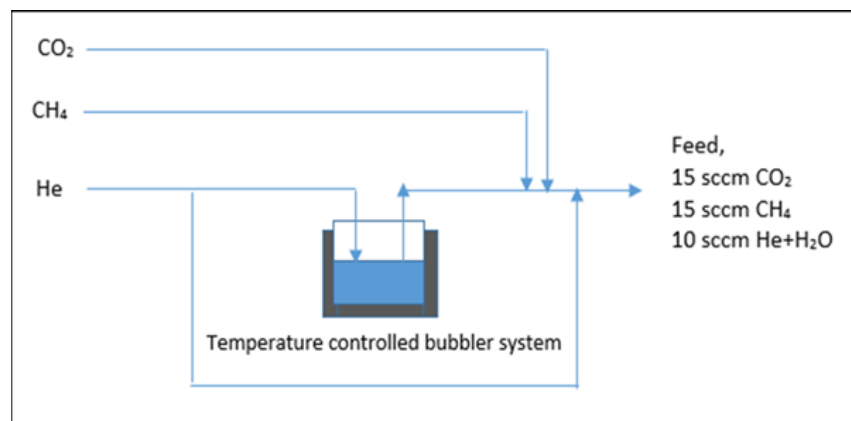 CO₂
CH₄
He
Feed,
15 sccm CO₂
15 sccm CH₄
10 sccm He+H₂O
Temperature controlled bubbler system